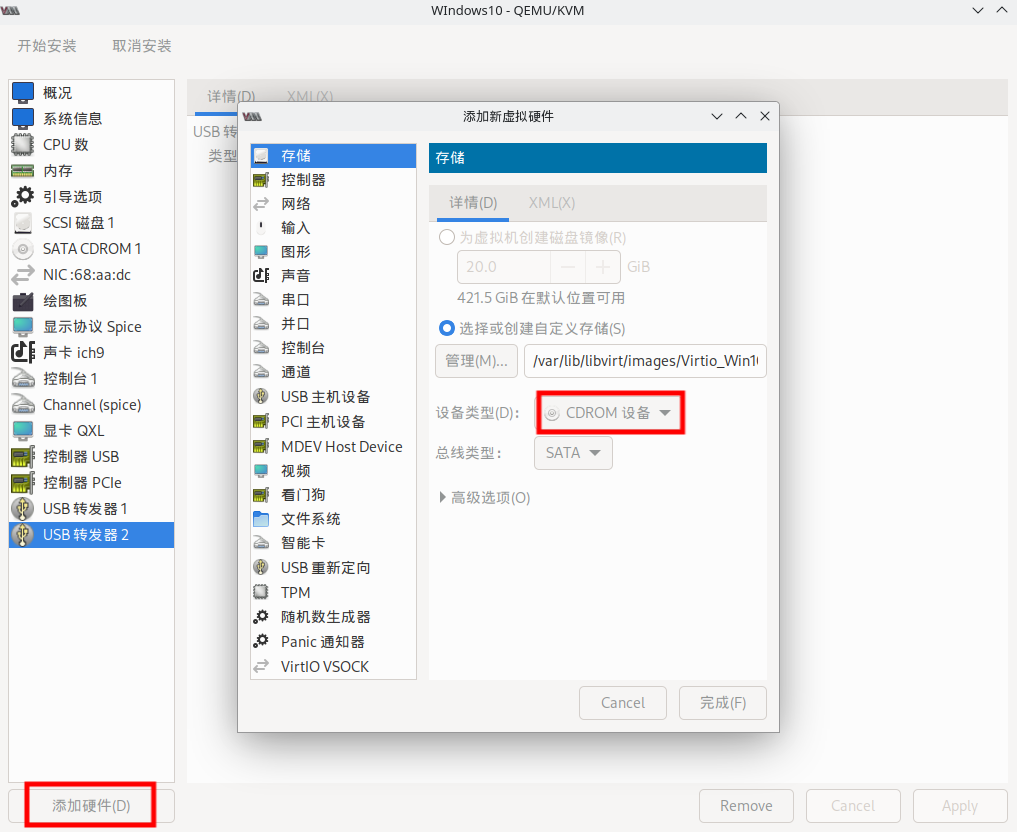 WIndows10 - QEMU/KVM
开始安装 取消安装
概况
系统信息
CPU 数
内存
引导选项
SCSI 磁盘 1
SATA CDROM 1
NIC :68:aa:dc
绘图板
显示协议 Spice
声卡 ich9
控制台 1
Channel (spice)
显卡 QXL
控制器 USB
控制器 PCIe
USB 转发器 1
USB 转发器 2
添加硬件(D)
详情(D) XML(X)
USB 转
类型
添加新虚拟硬件
存储
控制器
网络
输入
图形
声音
串口
并口
控制台
通道
USB 主机设备
PCI 主机设备
MDEV Host Device
视频
看门狗
文件系统
智能卡
USB 重新定向
TPM
随机数生成器
Panic 通知器
VirtIO VSOCK
存储
详情(D) XML(X)
为虚拟机创建磁盘镜像(R)
20.0 GiB
421.5 GiB 在默认位置可用
选择或创建自定义存储(S)
管理(M)... /var/lib/libvirt/images/Virtio_Win1
设备类型(D): CDROM 设备
总线类型: SATA
高级选项(O)
Cancel 完成(F)
Remove Cancel Apply